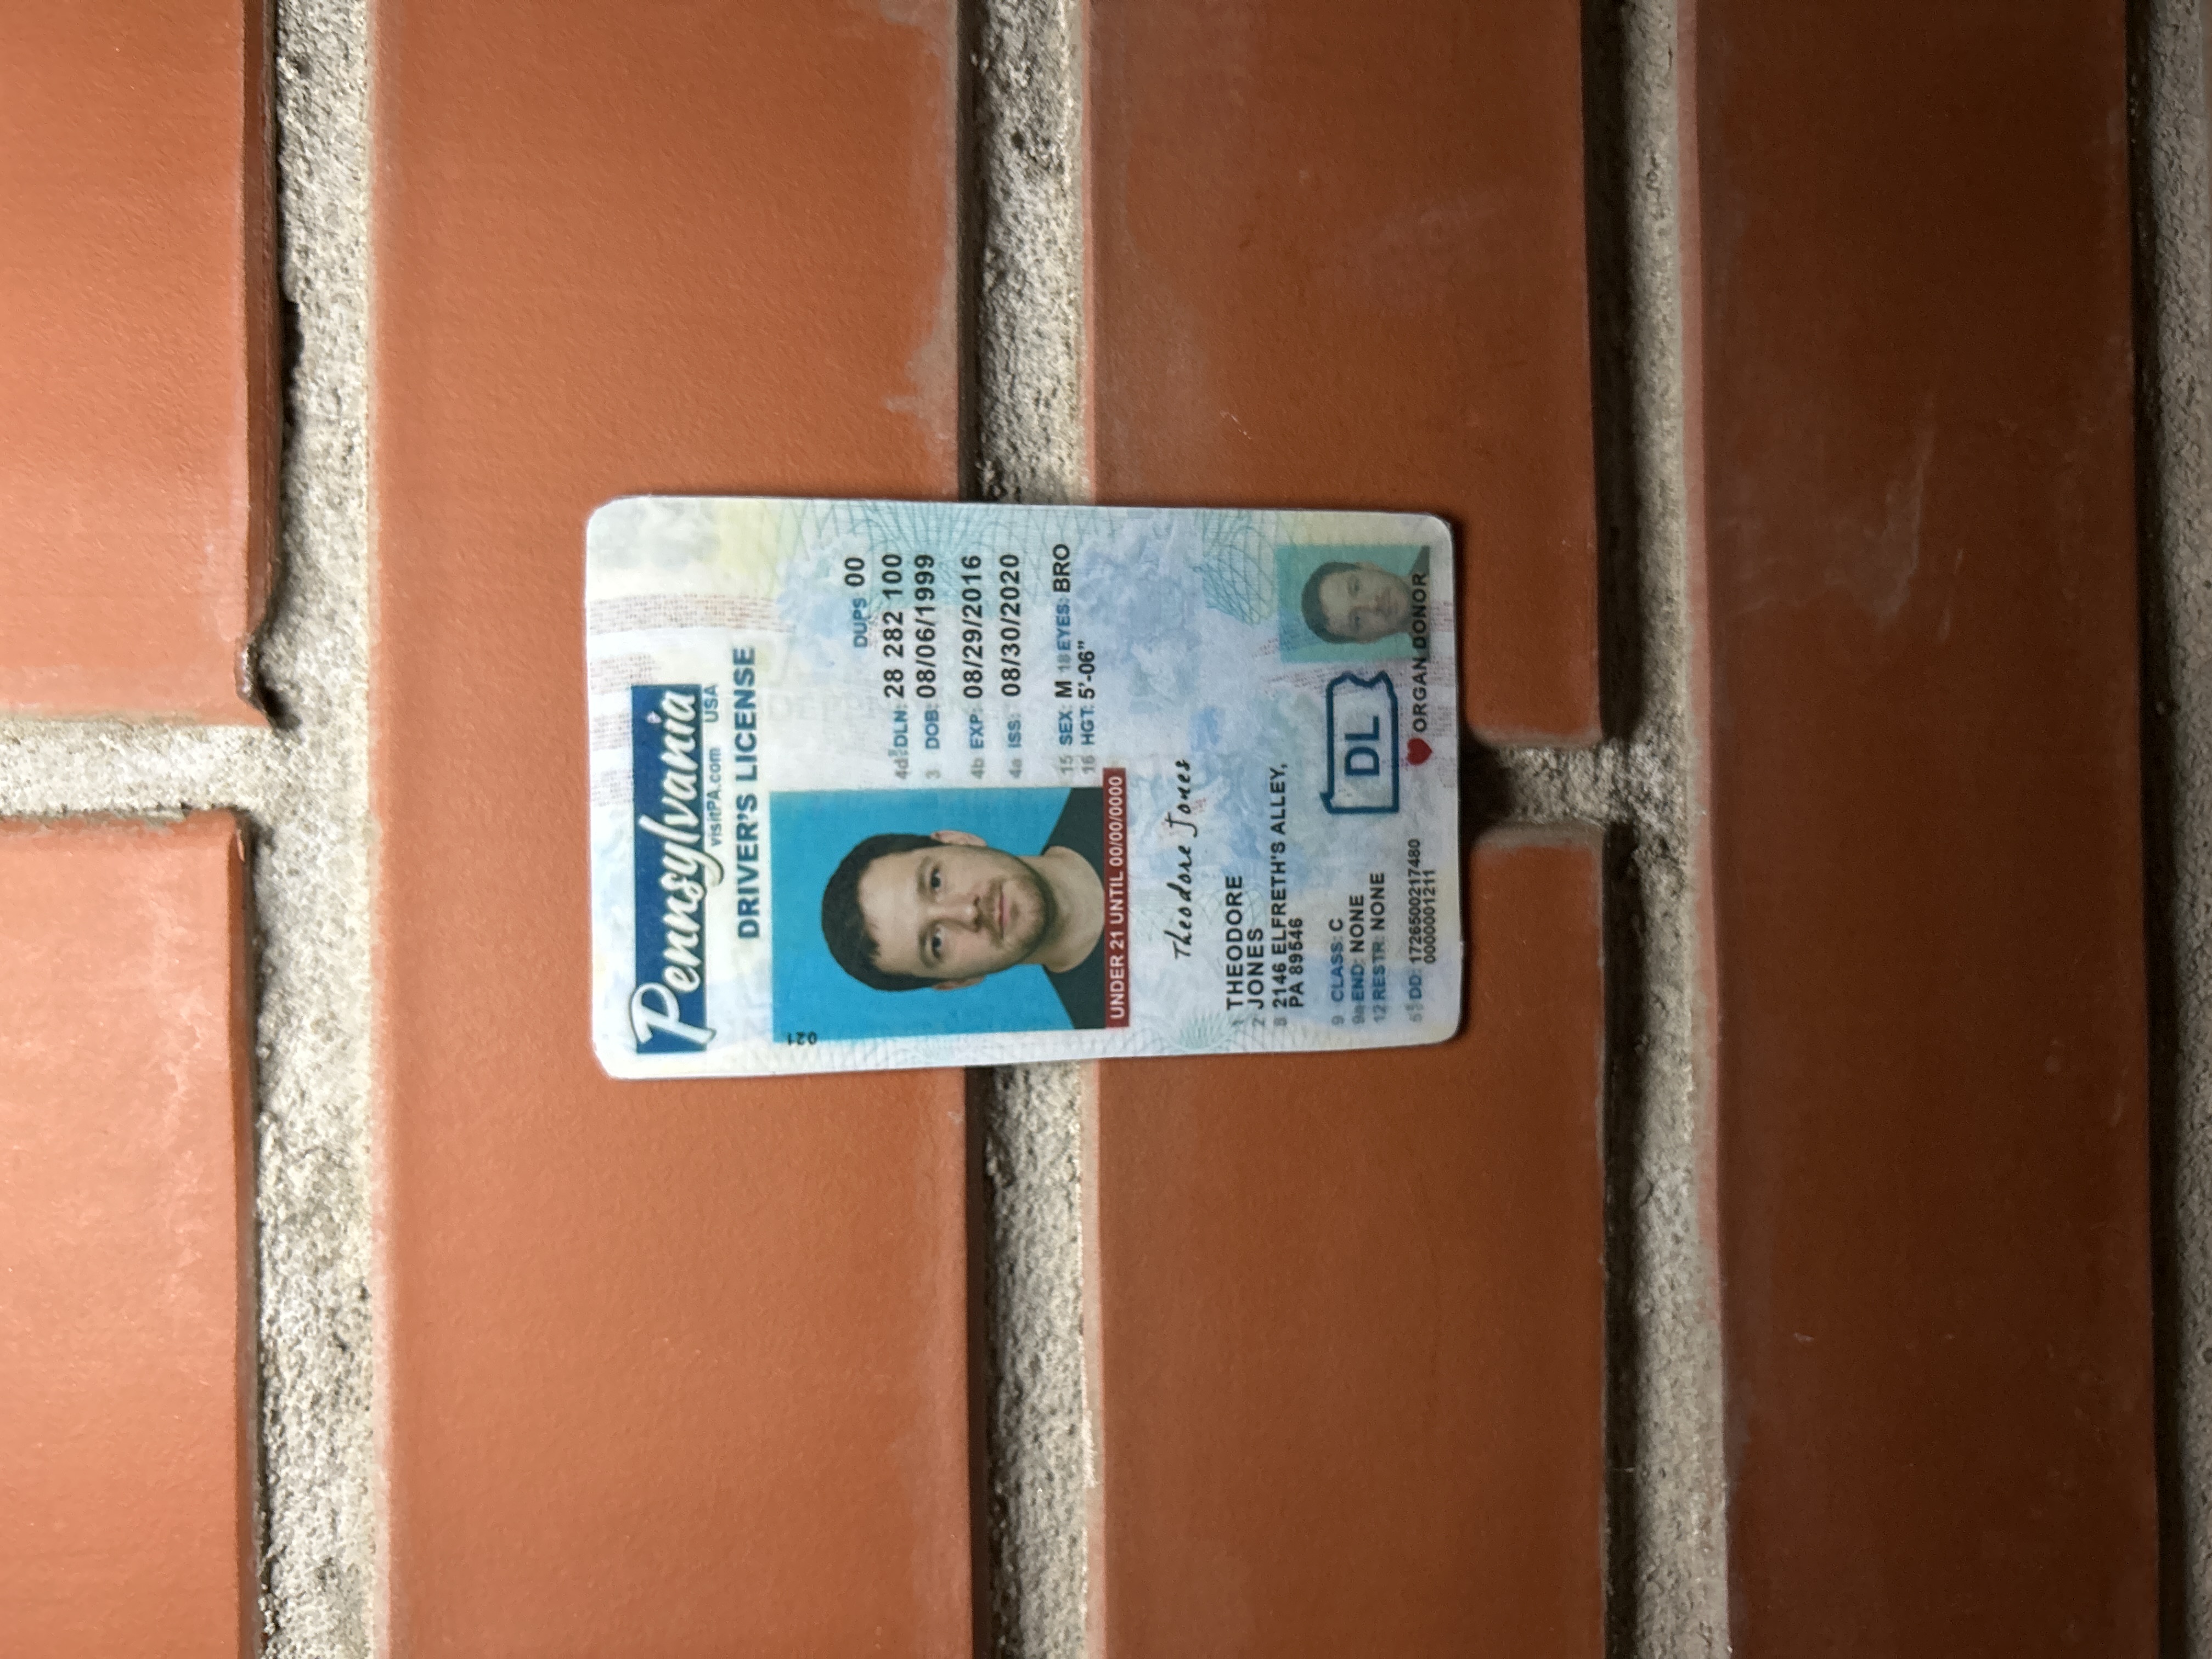 Pennsylvania
visitPA.com USA
DRIVER'S LICENSE
021
DUPS 00
4d DLN: 28 282 100
3 DOB: 08/06/1999
4b EXP: 08/29/2016
4a ISS: 08/30/2020
15 SEX: M 18 EYES: BRO
16 HGT: 5'-06"
UNDER 21 UNTIL 00/00/0000
Theodore Jones
1 THEODORE
2 JONES
8 2146 ELFRETH'S ALLEY,
PA 89546
9 CLASS: C
9a END: NONE
12 RESTR: NONE
DL
5 DD: 1726500217480
0000001211
ORGAN DONOR